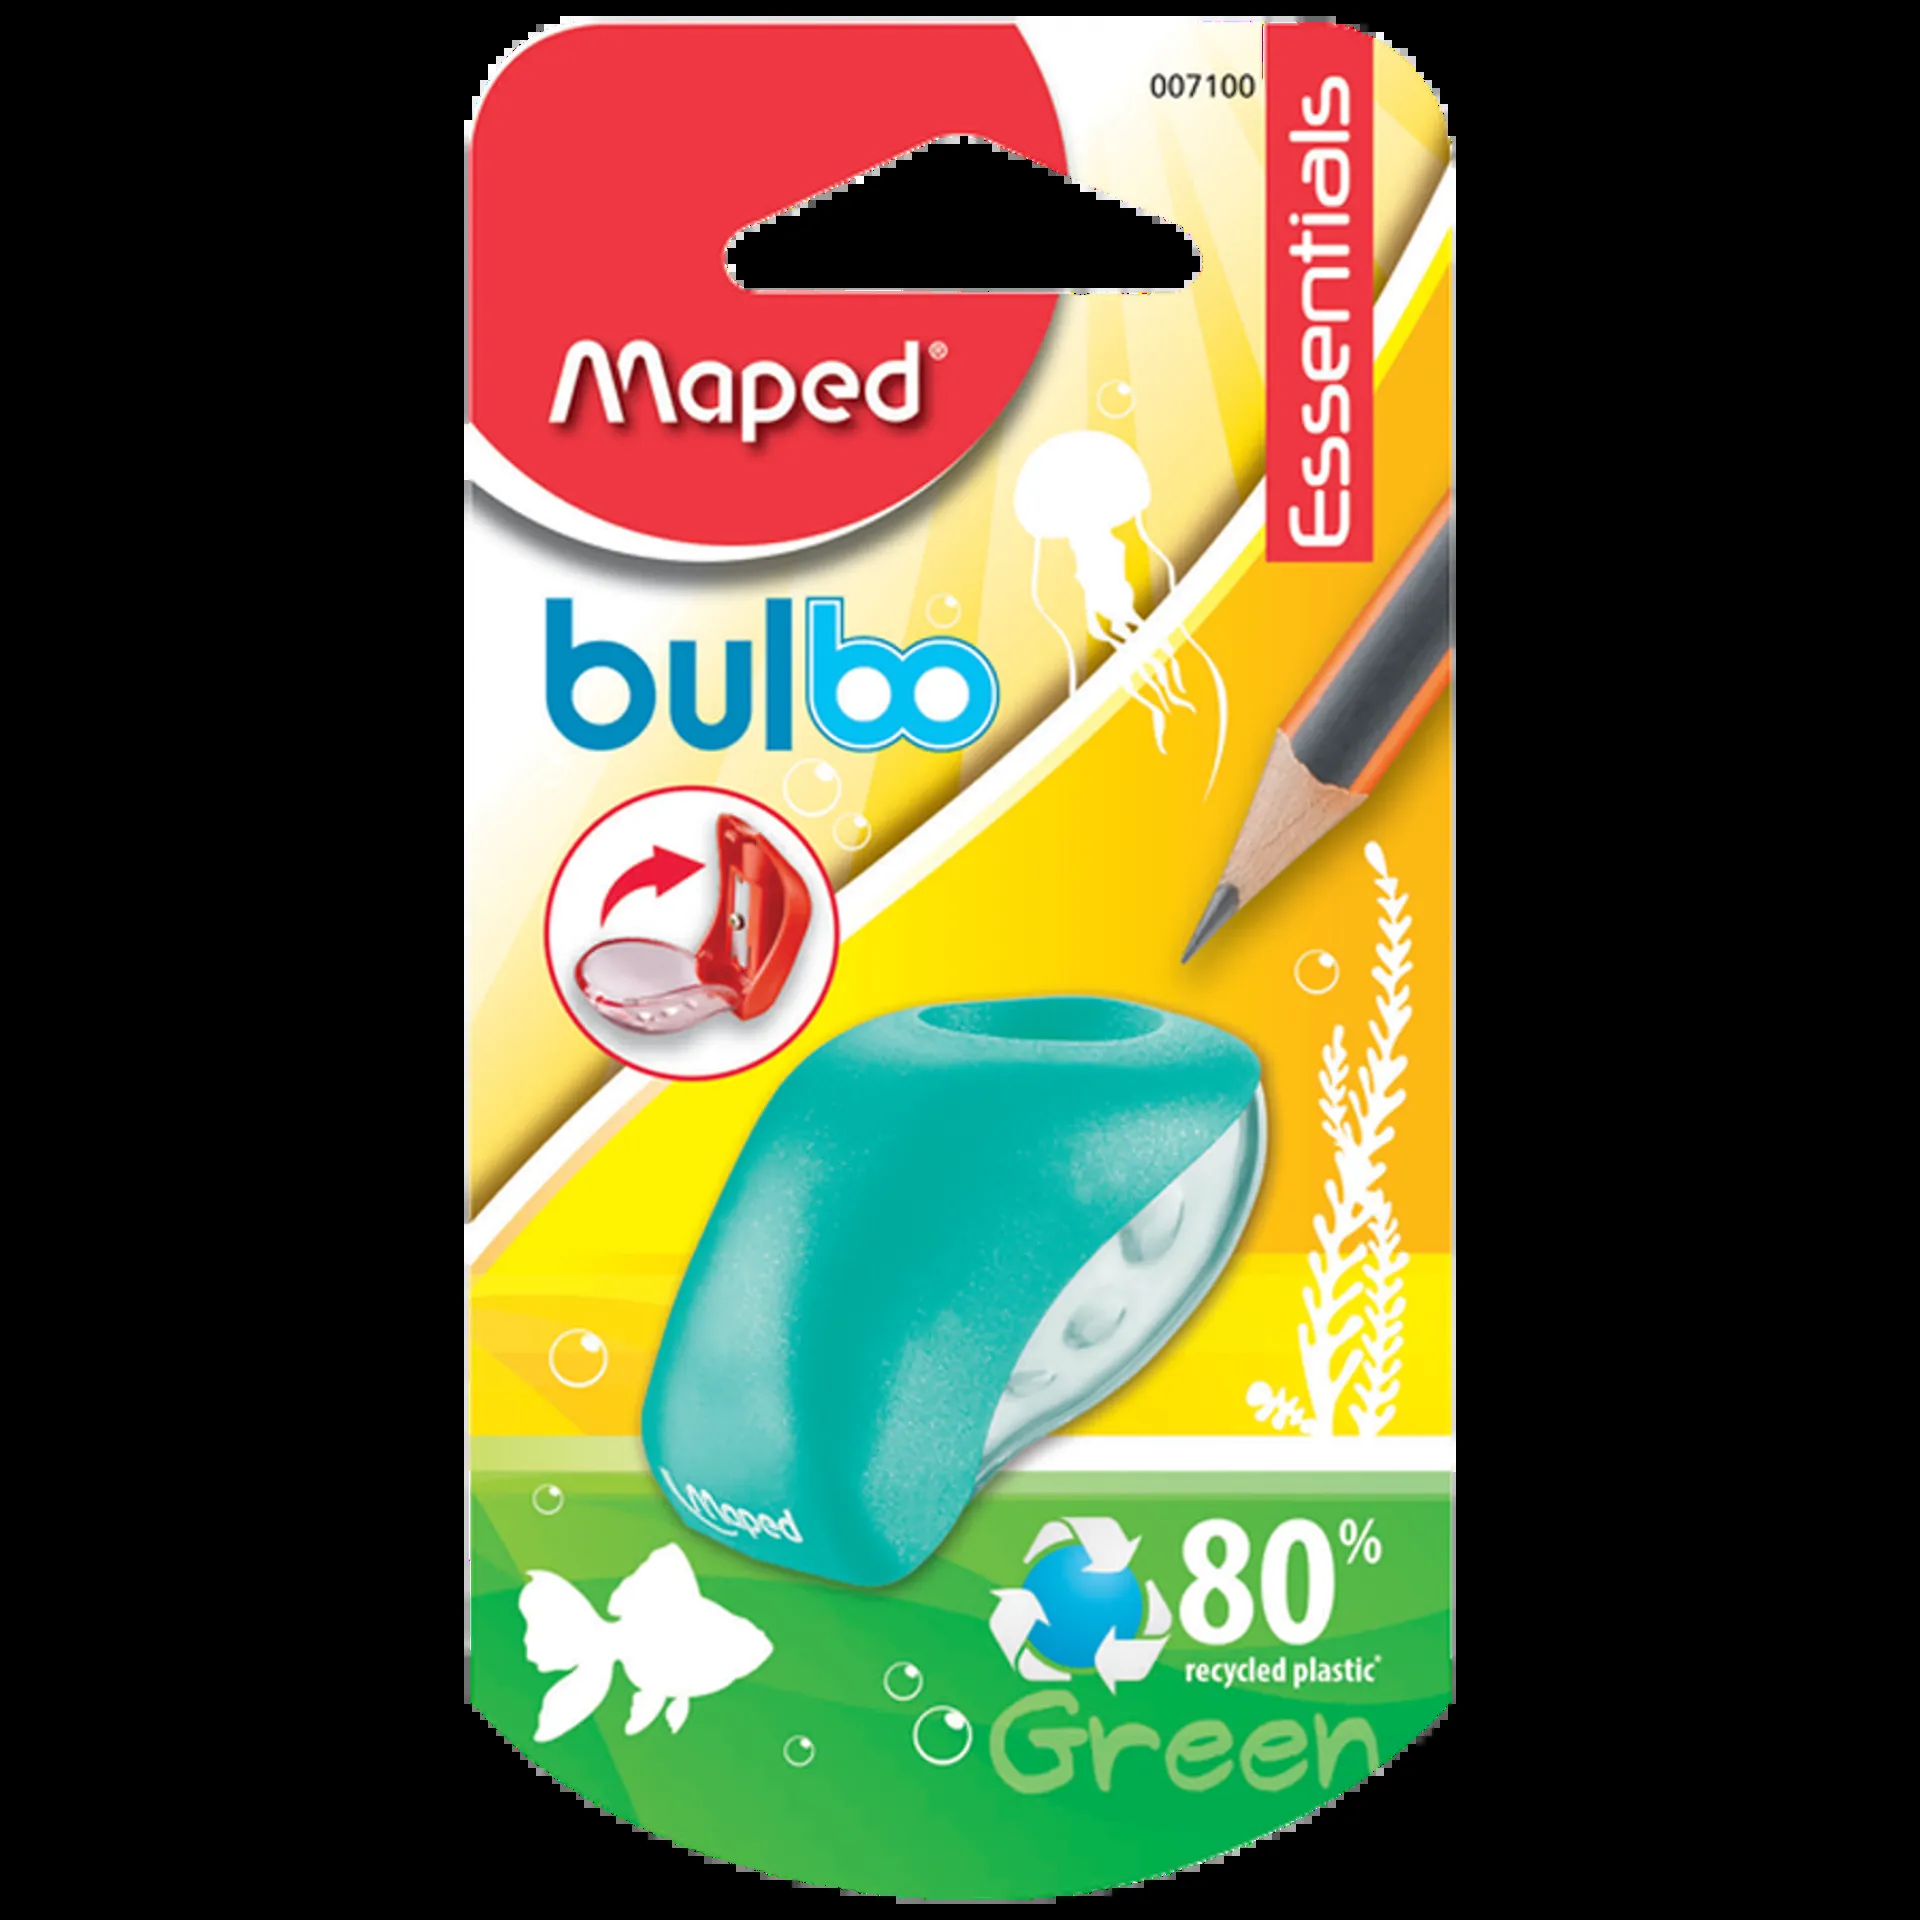 007100
Essentials
Maped®
bulbo
Maped
80%
recycled plastic*
Green